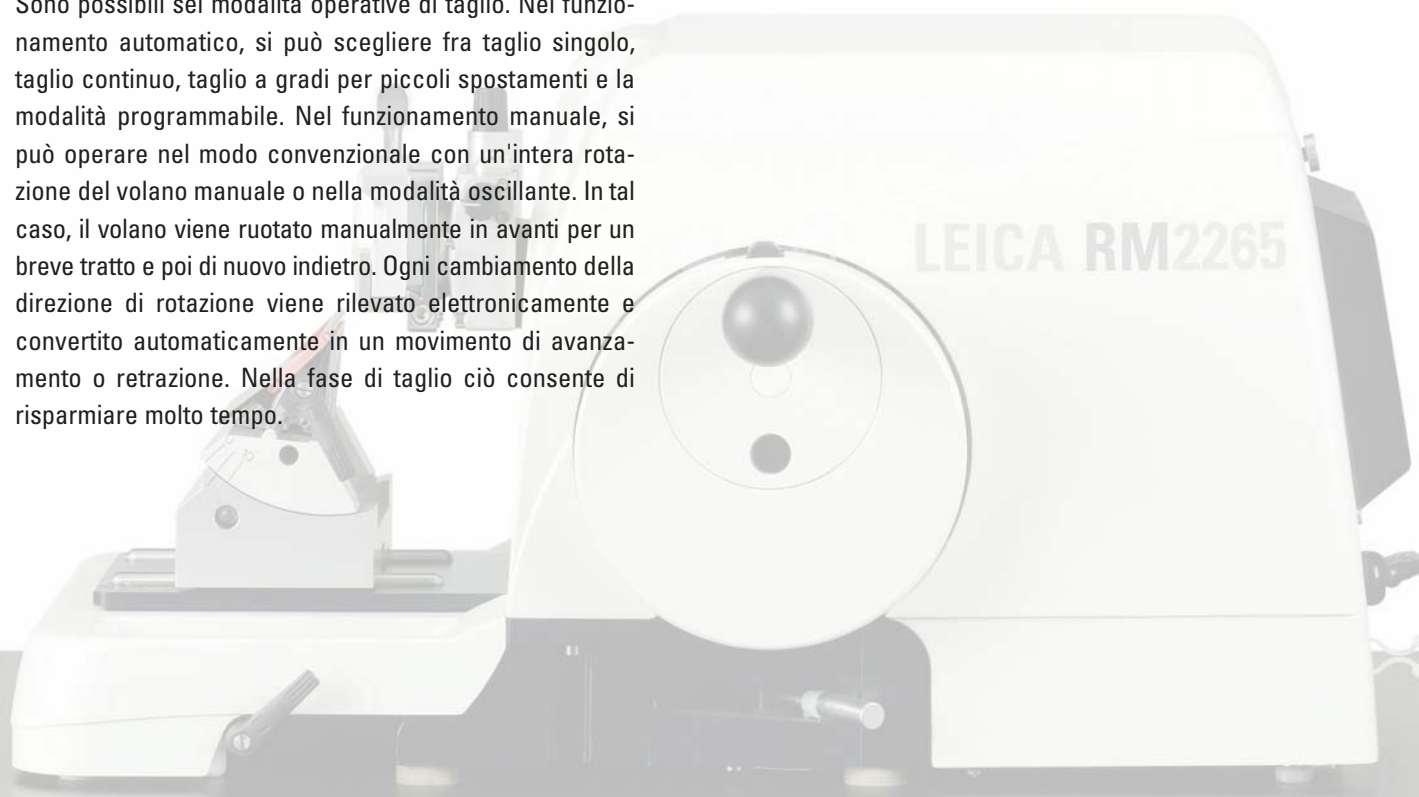 Sono possibili sei modalità operative di taglio. Nel funzio-
namento automatico, si può scegliere fra taglio singolo,
taglio continuo, taglio a gradi per piccoli spostamenti e la
modalità programmabile. Nel funzionamento manuale, si
può operare nel modo convenzionale con un'intera rota-
zione del volano manuale o nella modalità oscillante. In tal
caso, il volano viene ruotato manualmente in avanti per un
breve tratto e poi di nuovo indietro. Ogni cambiamento della
direzione di rotazione viene rilevato elettronicamente e
convertito automaticamente in un movimento di avanza-
mento o retrazione. Nella fase di taglio ciò consente di
risparmiare molto tempo.
LEICA RM2265